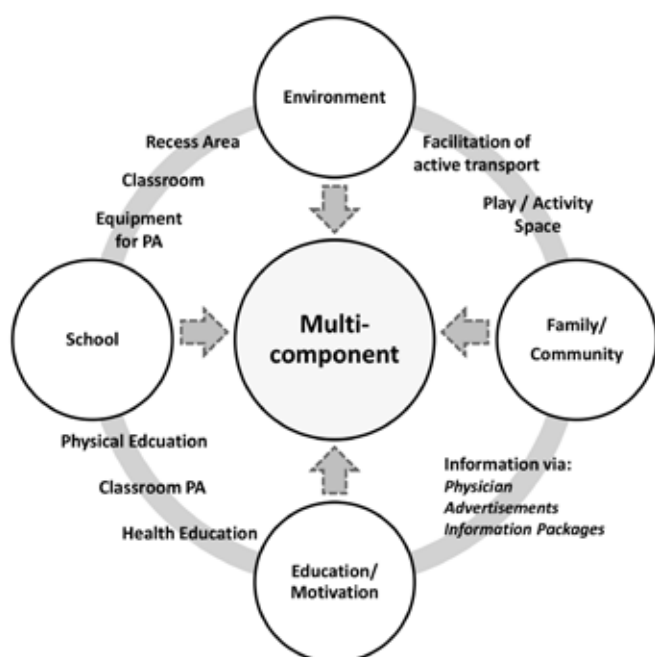 Environment
Recess Area
Facilitation of
active transport
Classroom
Play / Activity
Space
Equipment
for PA
Multi-
component
School
Family/
Community
Physical Edcuation
Classroom PA
Health Education
Information via:
Physician
Advertisements
Information Packages
Education/
Motivation